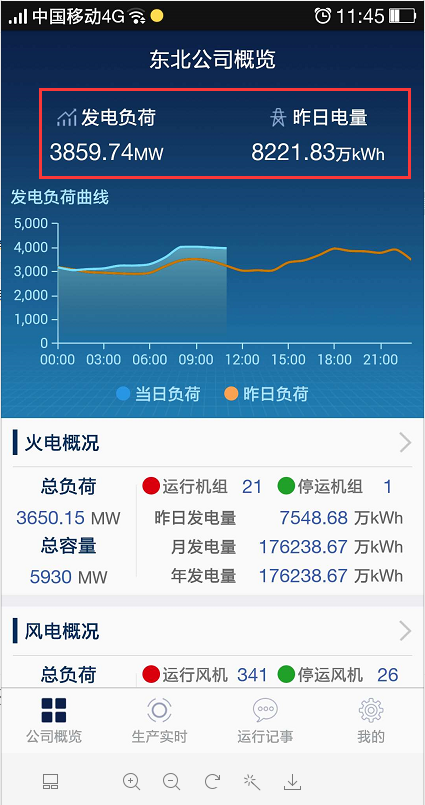 中国移动4G 11:45
东北公司概览
发电负荷 昨日电量
3859.74MW 8221.83万kWh
发电负荷曲线
5,000
4,000
3,000
2,000
1,000
0
00:00 03:00 06:00 09:00 12:00 15:00 18:00 21:00
当日负荷 昨日负荷
火电概况
总负荷 运行机组 21 停运机组 1
3650.15 MW 昨日发电量 7548.68 万kWh
总容量 月发电量 176238.67 万kWh
5930 MW 年发电量 176238.67 万kWh
风电概况
总负荷 运行风机 341 停运风机 26
公司概览 生产实时 运行记事 我的